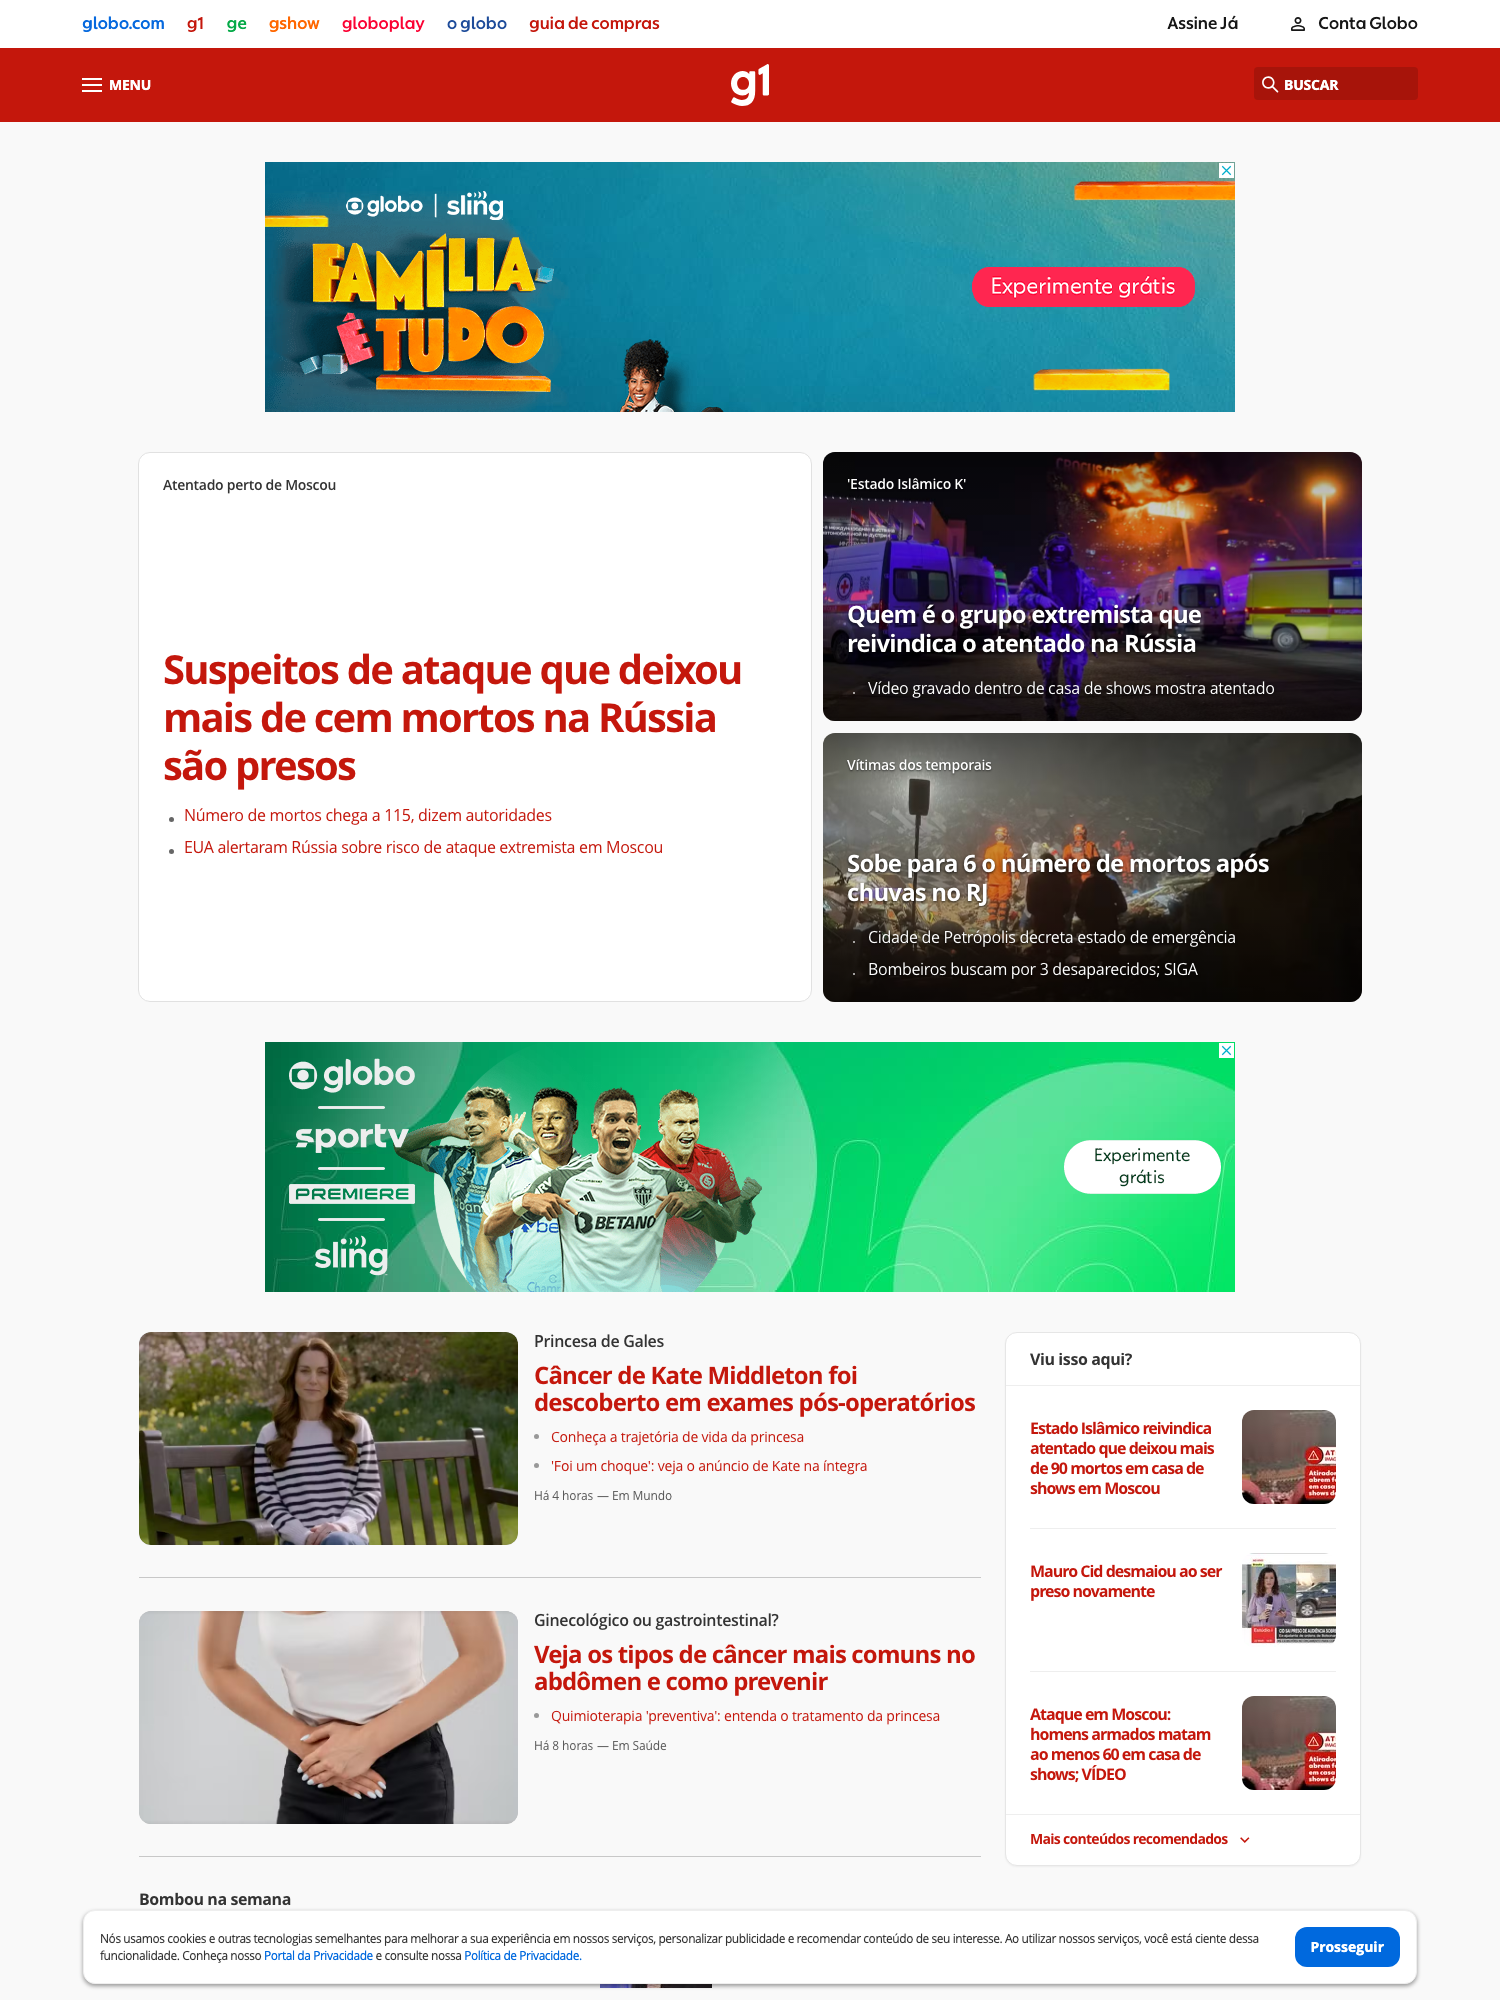 globo.com g1 ge gshow globoplay o globo guia de compras Assine Já Conta Globo
MENU g1 BUSCAR
globo | sling
FAMÍLIA
É TUDO
Experimente grátis
Atentado perto de Moscou
Suspeitos de ataque que deixou
mais de cem mortos na Rússia
são presos
Número de mortos chega a 115, dizem autoridades
EUA alertaram Rússia sobre risco de ataque extremista em Moscou
'Estado Islâmico K'
CROCUS
Quem é o grupo extremista que
reivindica o atentado na Rússia
Vídeo gravado dentro de casa de shows mostra atentado
Vítimas dos temporais
Sobe para 6 o número de mortos após
chuvas no RJ
Cidade de Petrópolis decreta estado de emergência
Bombeiros buscam por 3 desaparecidos; SIGA
globo
sportv
PREMIERE
sling
BETANO
Experimente
grátis
Princesa de Gales
Câncer de Kate Middleton foi
descoberto em exames pós-operatórios
Conheça a trajetória de vida da princesa
'Foi um choque': veja o anúncio de Kate na íntegra
Há 4 horas — Em Mundo
Ginecológico ou gastrointestinal?
Veja os tipos de câncer mais comuns no
abdômen e como prevenir
Quimioterapia 'preventiva': entenda o tratamento da princesa
Há 8 horas — Em Saúde
Viu isso aqui?
Estado Islâmico reivindica
atentado que deixou mais
de 90 mortos em casa de
shows em Moscou
Mauro Cid desmaiou ao ser
preso novamente
Ataque em Moscou:
homens armados matam
ao menos 60 em casa de
shows; VÍDEO
Mais conteúdos recomendados
Bombou na semana
Nós usamos cookies e outras tecnologias semelhantes para melhorar a sua experiência em nossos serviços, personalizar publicidade e recomendar conteúdo de seu interesse. Ao utilizar nossos serviços, você está ciente dessa
funcionalidade. Conheça nosso Portal da Privacidade e consulte nossa Política de Privacidade.
Prosseguir